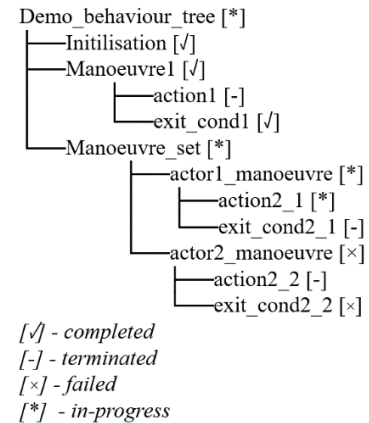 Demo_behaviour_tree [*]
Initilisation [√]
Manoeuvre1 [√]
action1 [-]
exit_cond1 [√]
Manoeuvre_set [*]
actor1_manoeuvre [*]
action2_1 [*]
exit_cond2_1 [-]
actor2_manoeuvre [×]
action2_2 [-]
exit_cond2_2 [×]
[√] - completed
[-] - terminated
[×] - failed
[*] - in-progress